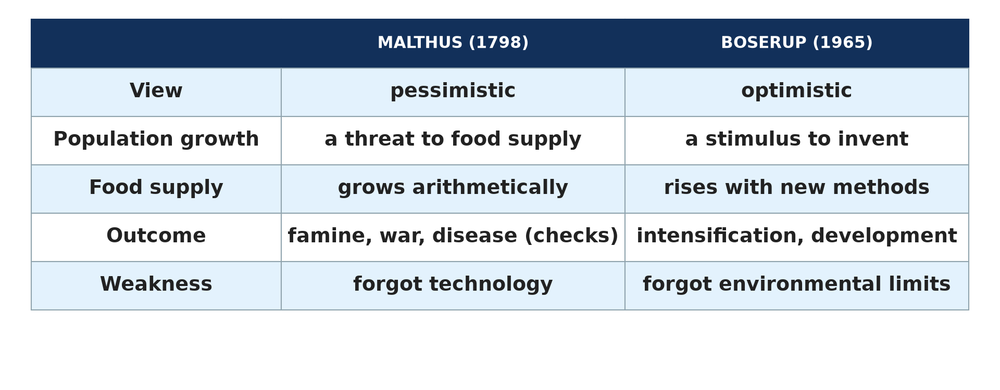 MALTHUS (1798) BOSERUP (1965)
View pessimistic optimistic
Population growth a threat to food supply a stimulus to invent
Food supply grows arithmetically rises with new methods
Outcome famine, war, disease (checks) intensification, development
Weakness forgot technology forgot environmental limits